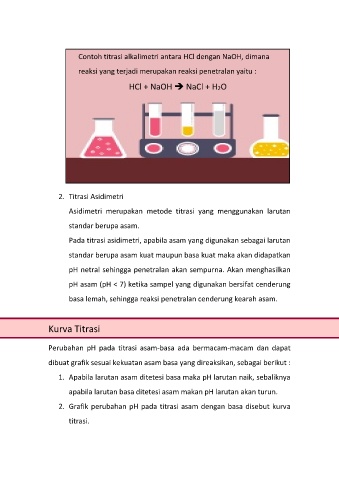 Contoh titrasi alkalimetri antara HCl dengan NaOH, dimana
reaksi yang terjadi merupakan reaksi penetralan yaitu :
HCl + NaOH 🡺 NaCl + H₂O
2. Titrasi Asidimetri
Asidimetri merupakan metode titrasi yang menggunakan larutan
standar berupa asam.
Pada titrasi asidimetri, apabila asam yang digunakan sebagai larutan
standar berupa asam kuat maupun basa kuat maka akan didapatkan
pH netral sehingga penetralan akan sempurna. Akan menghasilkan
pH asam (pH < 7) ketika sampel yang digunakan bersifat cenderung
basa lemah, sehingga reaksi penetralan cenderung kearah asam.
Kurva Titrasi
Perubahan pH pada titrasi asam-basa ada bermacam-macam dan dapat
dibuat grafik sesuai kekuatan asam basa yang direaksikan, sebagai berikut :
1. Apabila larutan asam ditetesi basa maka pH larutan naik, sebaliknya
apabila larutan basa ditetesi asam makan pH larutan akan turun.
2. Grafik perubahan pH pada titrasi asam dengan basa disebut kurva
titrasi.